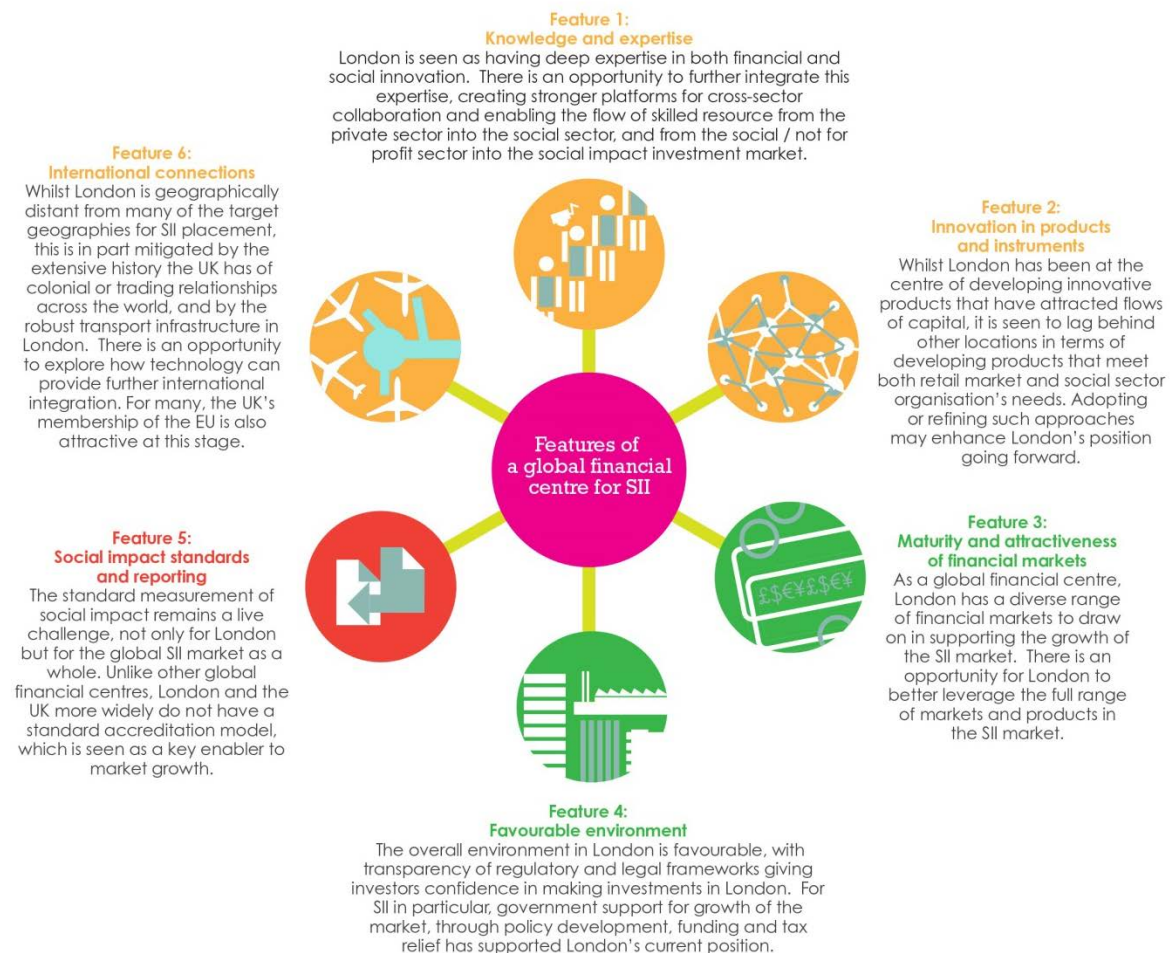 Feature 1:
Knowledge and expertise
London is seen as having deep expertise in both financial and
social innovation. There is an opportunity to further integrate this
expertise, creating stronger platforms for cross-sector
collaboration and enabling the flow of skilled resource from the
private sector into the social sector, and from the social / not for
profit sector into the social impact investment market.
Feature 2:
Innovation in products
and instruments
Whilst London has been at the
centre of developing innovative
products that have attracted flows
of capital, it is seen to lag behind
other locations in terms of
developing products that meet
both retail market and social sector
organisation's needs. Adopting
or refining such approaches
may enhance London's position
going forward.
Feature 3:
Maturity and attractiveness
of financial markets
As a global financial centre,
London has a diverse range
of financial markets to draw
on in supporting the growth of
the SII market. There is an
opportunity for London to
better leverage the full range
of markets and products in
the SII market.
Feature 4:
Favourable environment
The overall environment in London is favourable, with
transparency of regulatory and legal frameworks giving
investors confidence in making investments in London. For
SII in particular, government support for growth of the
market, through policy development, funding and tax
relief has supported London's current position.
Feature 5:
Social impact standards
and reporting
The standard measurement of
social impact remains a live
challenge, not only for London
but for the global SII market as a
whole. Unlike other global
financial centres, London and the
UK more widely do not have a
standard accreditation model,
which is seen as a key enabler to
market growth.
Feature 6:
International connections
Whilst London is geographically
distant from many of the target
geographies for SII placement,
this is in part mitigated by the
extensive history the UK has of
colonial or trading relationships
across the world, and by the
robust transport infrastructure in
London. There is an opportunity
to explore how technology can
provide further international
integration. For many, the UK's
membership of the EU is also
attractive at this stage.
Features of
a global financial
centre for SII
£$€¥£$€¥